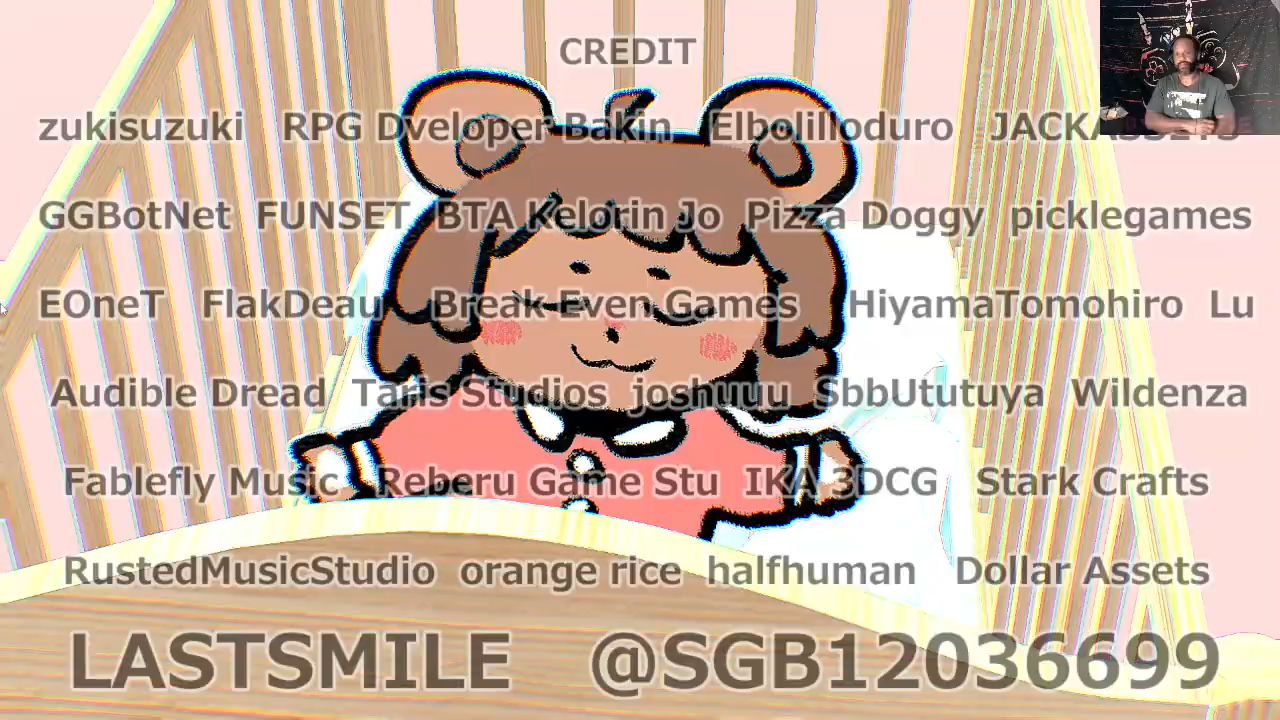 CREDIT
zukisuzuki RPG Dveloper Bakin Elbolilloduro
GGBotNet FUNSET BTA Kelorin Jo Pizza Doggy picklegames
EOneT FlakDeau Break Even Games HiyamaTomohiro Lu
Audible Dread Taris Studios joshuuu SbbUtutuya Wildenza
Fablefly Music Reberu Game Stu IKA 3DCG Stark Crafts
RustedMusicStudio orange rice halfhuman Dollar Assets
LASTSMILE @SGB12036699